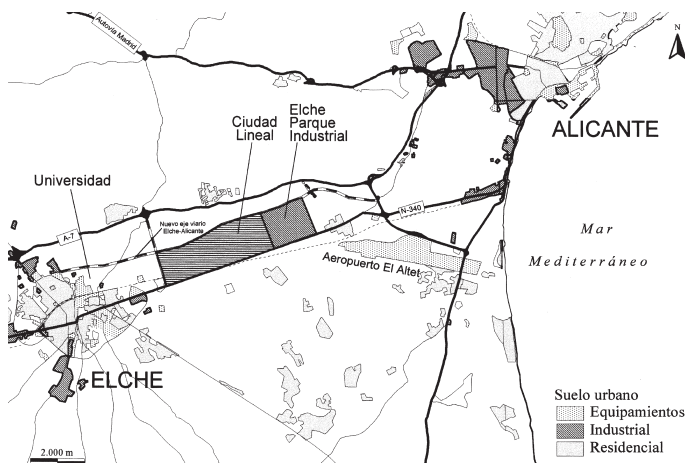 Autovía Madrid
N
ALICANTE
Elche
Parque
Industrial
Ciudad
Lineal
Universidad
Nuevo eje viario
Elche-Alicante
A-7
N-340
Aeropuerto El Altet
Mar
Mediterráneo
ELCHE
2.000 m
Suelo urbano
Equipamientos
Industrial
Residencial